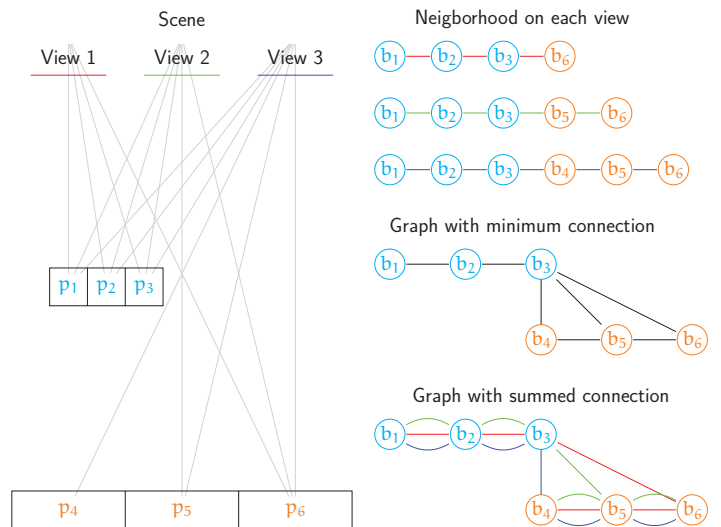 Scene
View 1 View 2 View 3
p1 p2 p3
p4 p5 p6
Neigborhood on each view
b1 b2 b3 b6
b1 b2 b3 b5 b6
b1 b2 b3 b4 b5 b6
Graph with minimum connection
b1 b2 b3
b4 b5 b6
Graph with summed connection
b1 b2 b3
b4 b5 b6